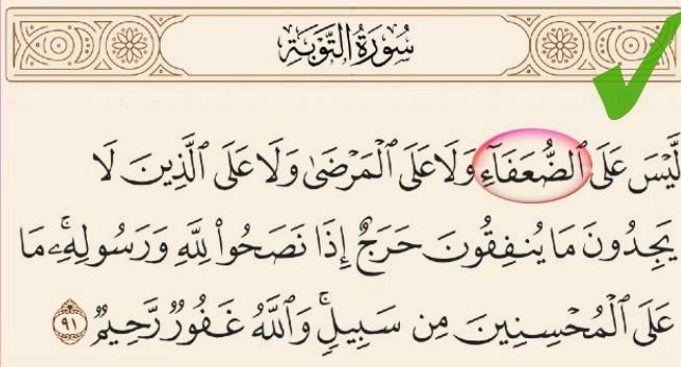 سُورَةُ التَّوْبَةِ
لَّيْسَ عَلَى ٱلضُّعَفَآءِ وَلَا عَلَى ٱلْمَرْضَىٰ وَلَا عَلَى ٱلَّذِينَ لَا
يَجِدُونَ مَا يُنفِقُونَ حَرَجٌ إِذَا نَصَحُوا۟ لِلَّهِ وَرَسُولِهِۦۚ مَا
عَلَى ٱلْمُحْسِنِينَ مِن سَبِيلٍۚ وَٱللَّهُ غَفُورٌ رَّحِيمٌ ٩١